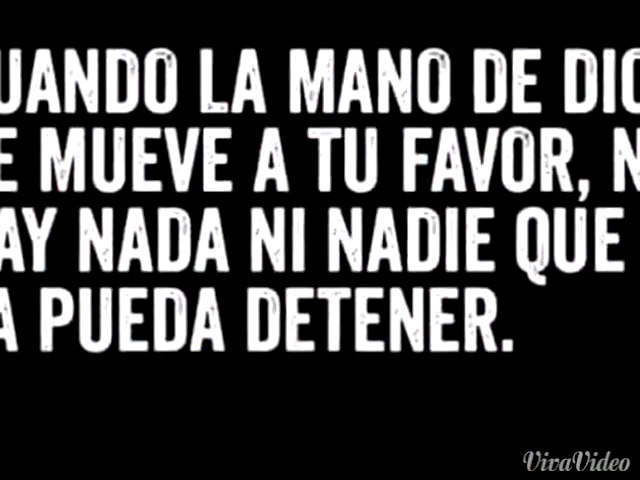 UANDO LA MANO DE DIO
E MUEVE A TU FAVOR, N
AY NADA NI NADIE QUE
A PUEDA DETENER.
VivaVideo